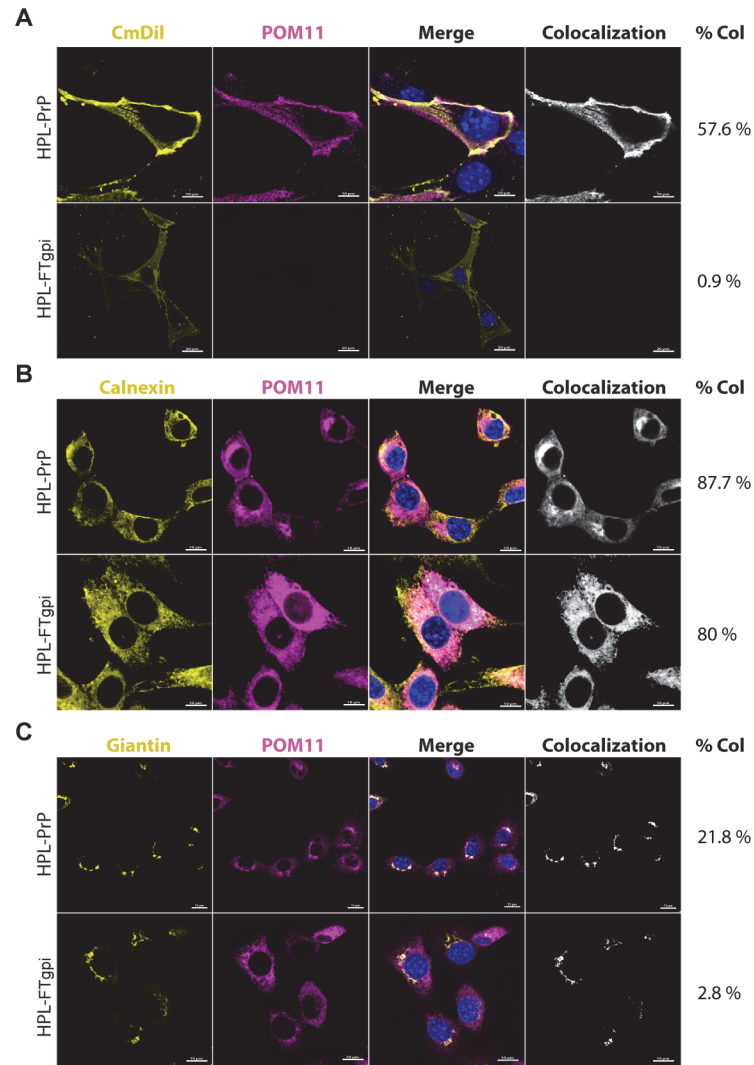 A
CmDil POM11 Merge Colocalization % Col
HPL-PrP
57.6 %
HPL-FTgpi
0.9 %
B
Calnexin POM11 Merge Colocalization % Col
HPL-PrP
87.7 %
HPL-FTgpi
80 %
C
Giantin POM11 Merge Colocalization % Col
HPL-PrP
21.8 %
HPL-FTgpi
2.8 %